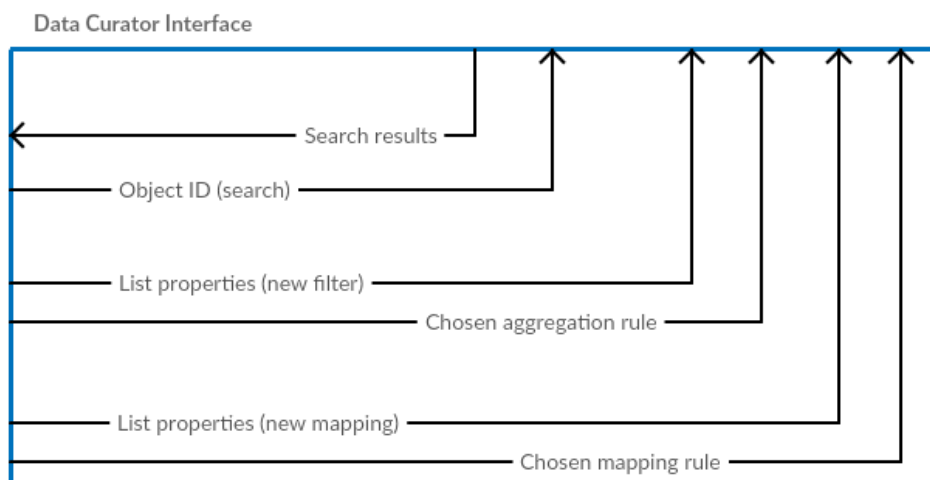 Data Curator Interface
Search results
Object ID (search)
List properties (new filter)
Chosen aggregation rule
List properties (new mapping)
Chosen mapping rule